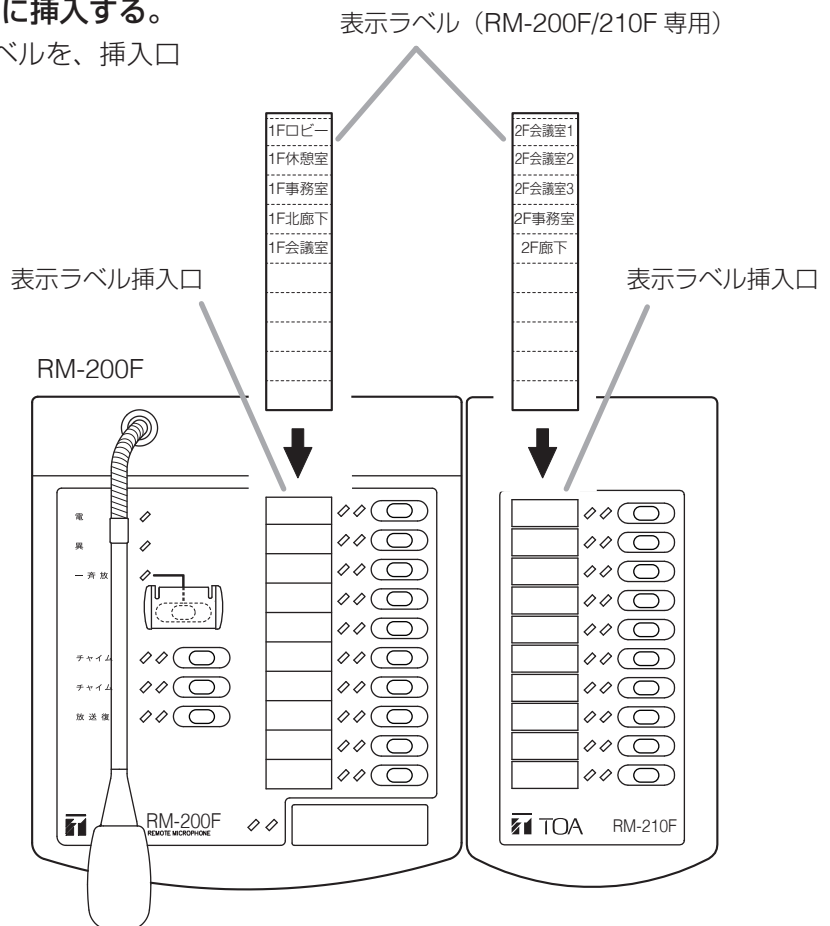 に挿入する。
ベルを、挿入口
表示ラベル（RM-200F/210F 専用）
1Fロビー
1F休憩室
1F事務室
1F北廊下
1F会議室
2F会議室1
2F会議室2
2F会議室3
2F事務室
2F廊下
表示ラベル挿入口
表示ラベル挿入口
RM-200F
電
異
一斉放
チャイム
チャイム
放送復
RM-200F
REMOTE MICROPHONE
TOA
RM-210F